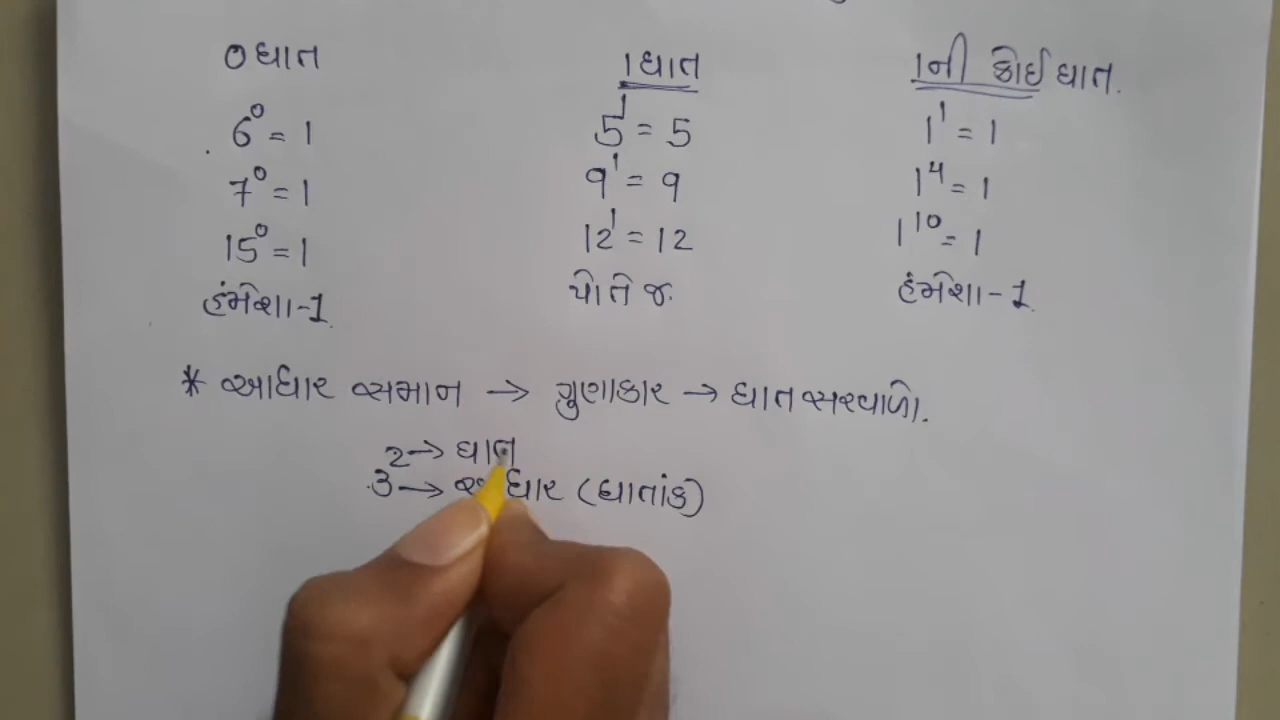 0 ઘાત 1 ઘાત 1ની કોઈ ઘાત.
6⁰ = 1 5¹ = 5 1¹ = 1
7⁰ = 1 9¹ = 9 1⁴ = 1
15⁰ = 1 12¹ = 12 1¹⁰ = 1
હંમેશા-1 પોતે જ. હંમેશા-1
* આધાર સમાન → ગુણાકાર → ઘાત સરવાળો.
2 → ઘાત
3 → આધાર (ઘાતાંક)